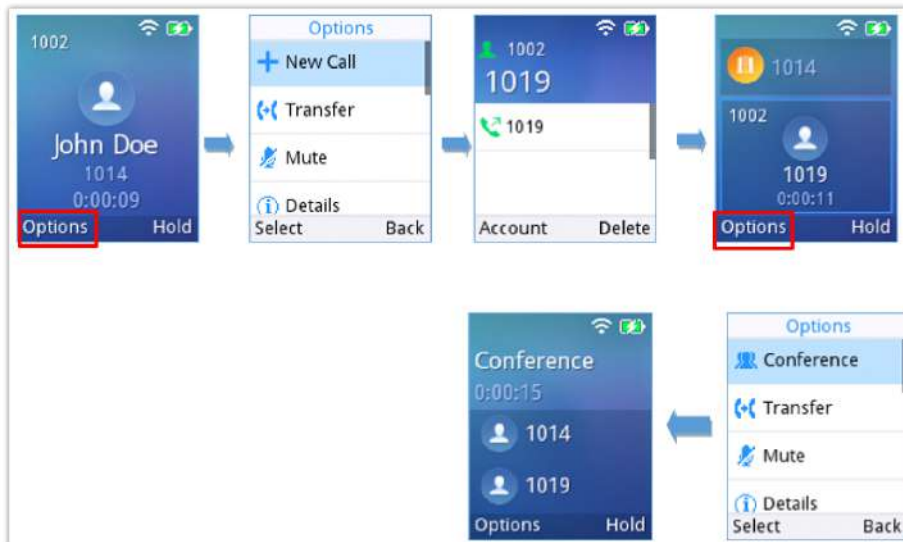 1002
John Doe
1014
0:00:09
Options Hold
Options
New Call
Transfer
Mute
Details
Select Back
1002
1019
1019
Account Delete
1014
1002
1019
0:00:11
Options Hold
Conference
0:00:15
1014
1019
Options Hold
Options
Conference
Transfer
Mute
Details
Select Back